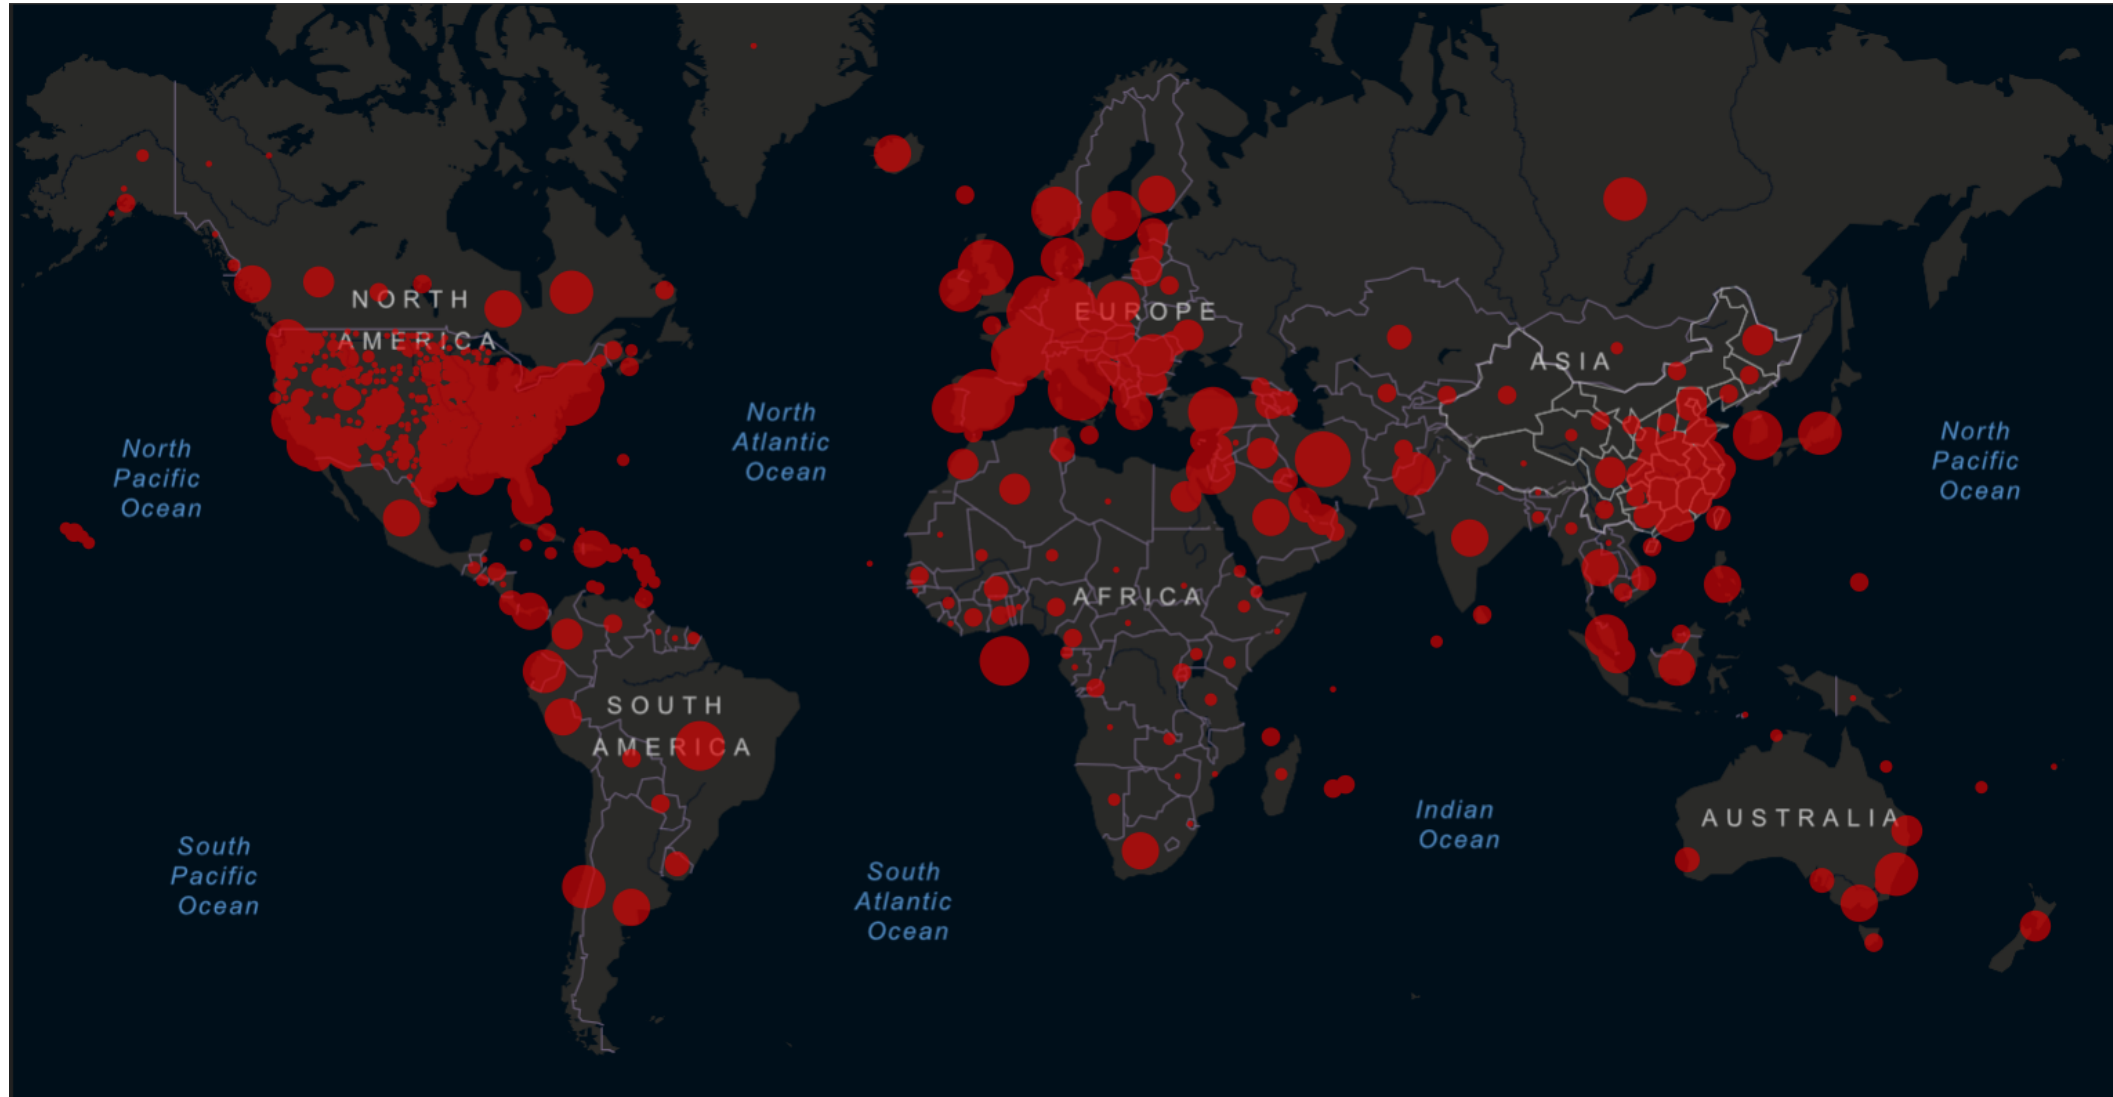 NORTH
AMERICA
EUROPE
ASIA
North
Atlantic
Ocean
North
Pacific
Ocean
North
Pacific
Ocean
AFRICA
SOUTH
AMERICA
Indian
Ocean
AUSTRALIA
South
Pacific
Ocean
South
Atlantic
Ocean